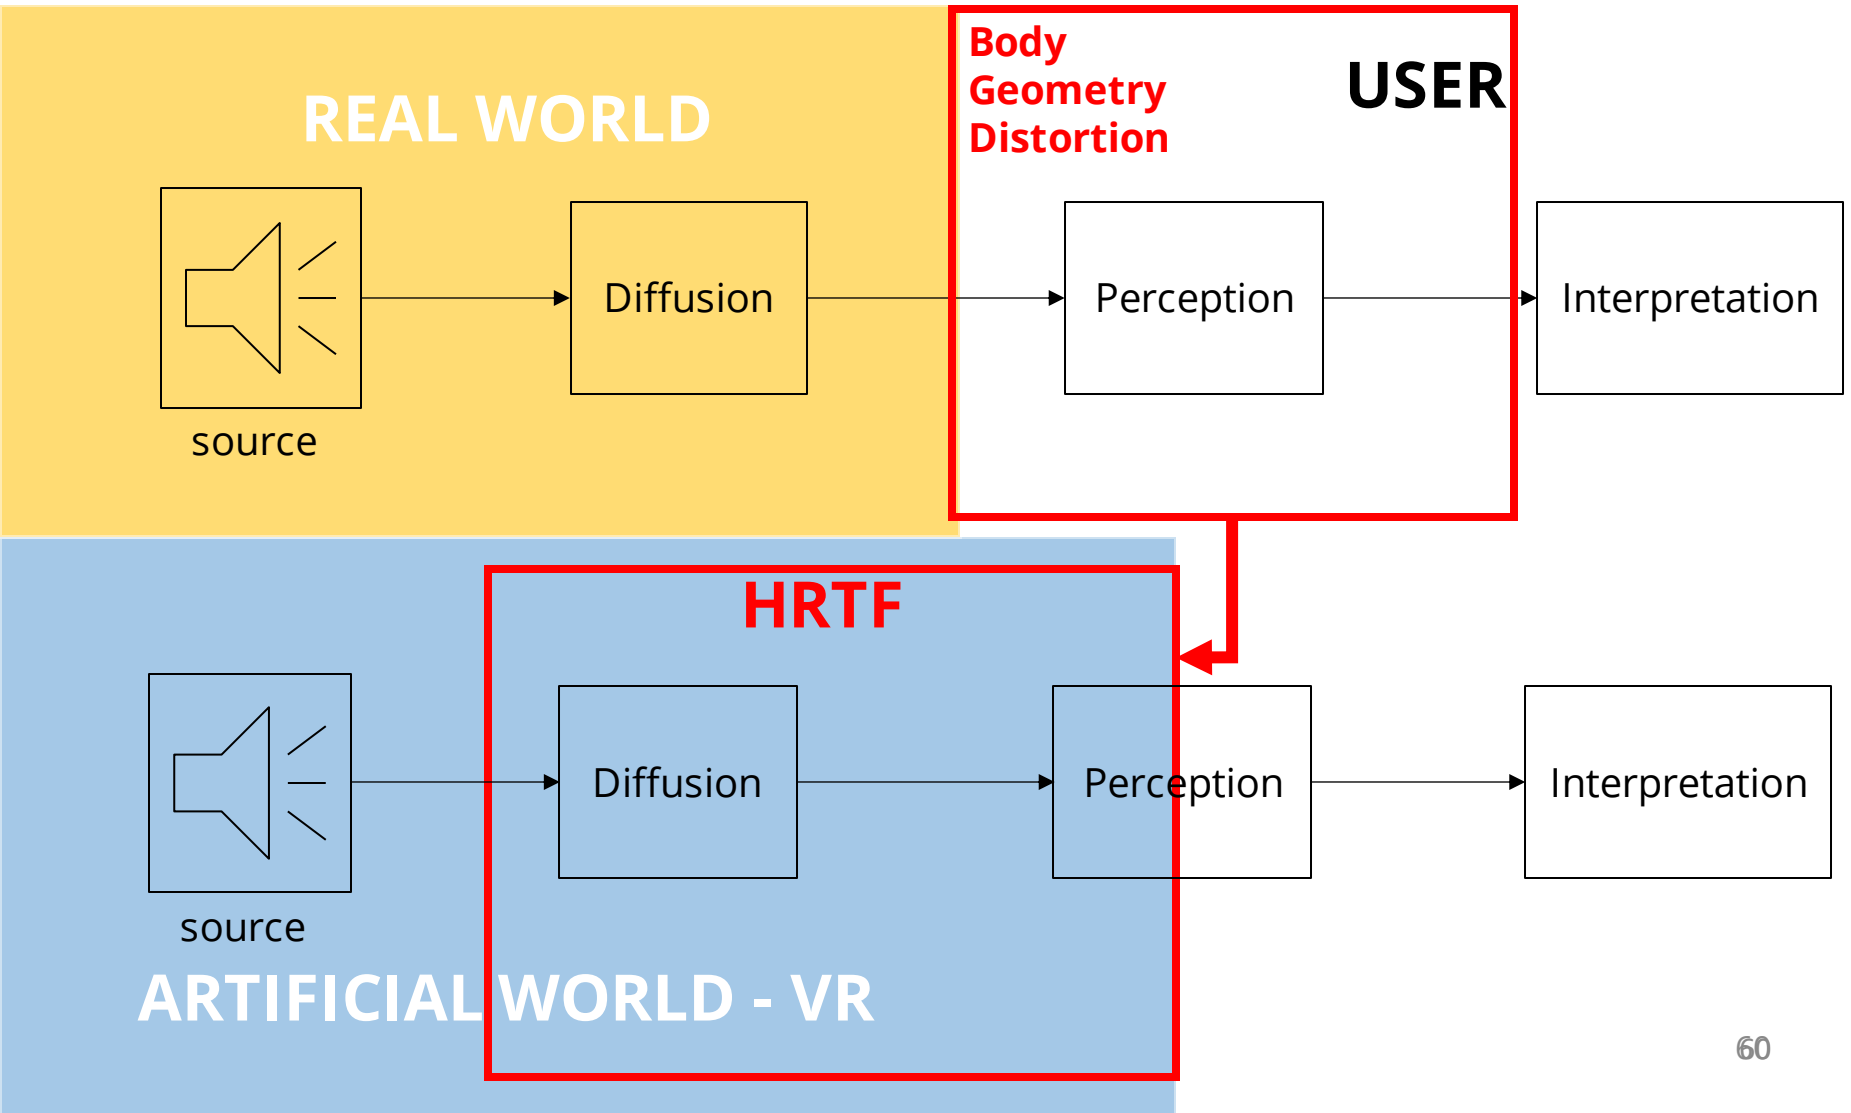 Body
Geometry
Distortion
USER
REAL WORLD
Diffusion
Perception
Interpretation
source
HRTF
Diffusion
Perception
Interpretation
source
ARTIFICIAL WORLD - VR
60